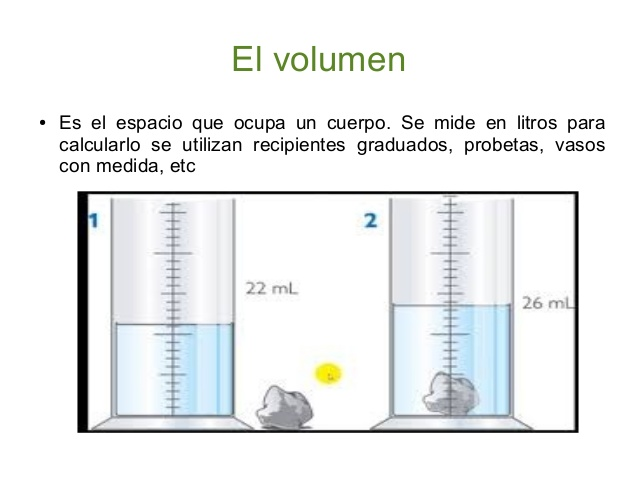 El volumen
• Es el espacio que ocupa un cuerpo. Se mide en litros para
calcularlo se utilizan recipientes graduados, probetas, vasos
con medida, etc
1
2
22 mL
26 mL